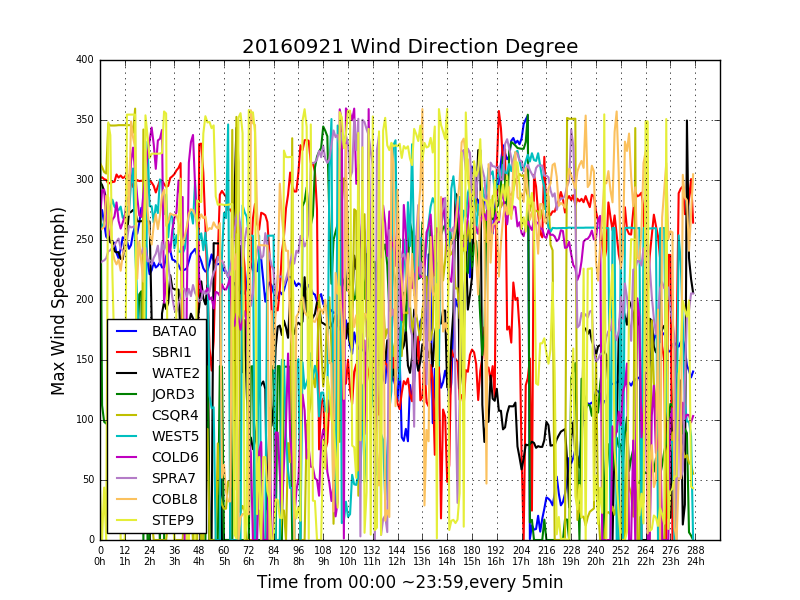 20160921 Wind Direction Degree
Max Wind Speed(mph)
400
350
300
250
200
150
100
50
0
BATA0
SBRI1
WATE2
JORD3
CSQR4
WEST5
COLD6
SPRA7
COBL8
STEP9
0 12 24 36 48 60 72 84 96 108 120 132 144 156 168 180 192 204 216 228 240 252 264 276 288
0h 1h 2h 3h 4h 5h 6h 7h 8h 9h 10h 11h 12h 13h 14h 15h 16h 17h 18h 19h 20h 21h 22h 23h 24h
Time from 00:00 ~23:59,every 5min